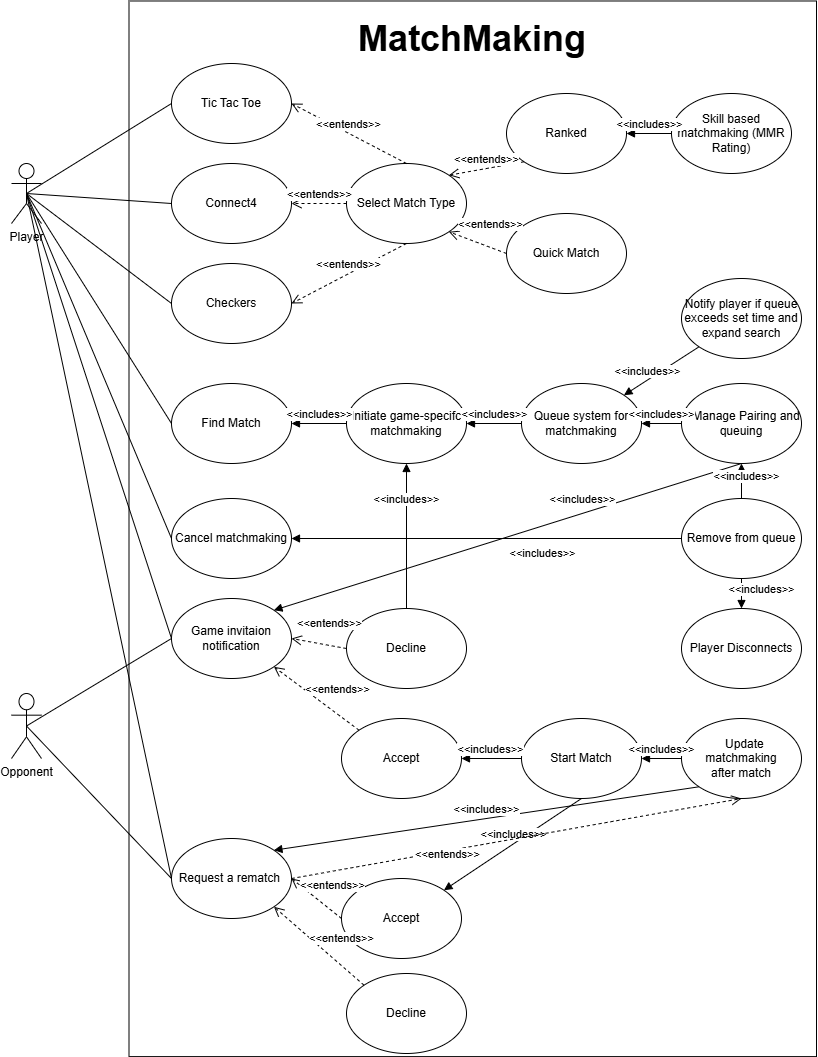 MatchMaking
Tic Tac Toe
<<entends>>
Ranked
<<includes>>
Skill based
matchmaking (MMR
Rating)
<<entends>>
Player
Connect4
<<entends>>
Select Match Type
<<entends>>
Quick Match
<<entends>>
Checkers
Notify player if queue
exceeds set time and
expand search
<<includes>>
Find Match
<<includes>>
initiate game-specifc
matchmaking
<<includes>>
Queue system for
matchmaking
<<includes>>
Manage Pairing and
queuing
<<includes>>
<<includes>>
<<includes>>
Cancel matchmaking
<<includes>>
Remove from queue
<<includes>>
Game invitaion
notification
<<entends>>
Decline
Player Disconnects
<<entends>>
Opponent
Accept
<<includes>>
Start Match
<<includes>>
Update
matchmaking
after match
<<includes>>
<<includes>>
<<entends>>
Request a rematch
<<entends>>
Accept
<<entends>>
Decline